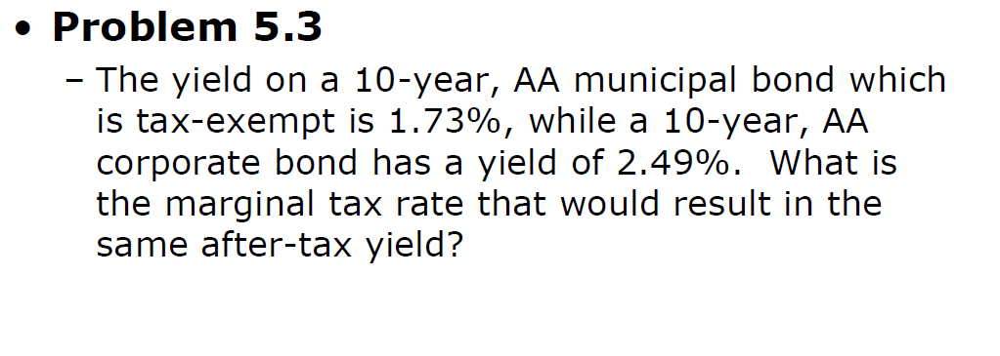 • Problem 5.3
– The yield on a 10-year, AA municipal bond which
is tax-exempt is 1.73%, while a 10-year, AA
corporate bond has a yield of 2.49%.  What is
the marginal tax rate that would result in the
same after-tax yield?